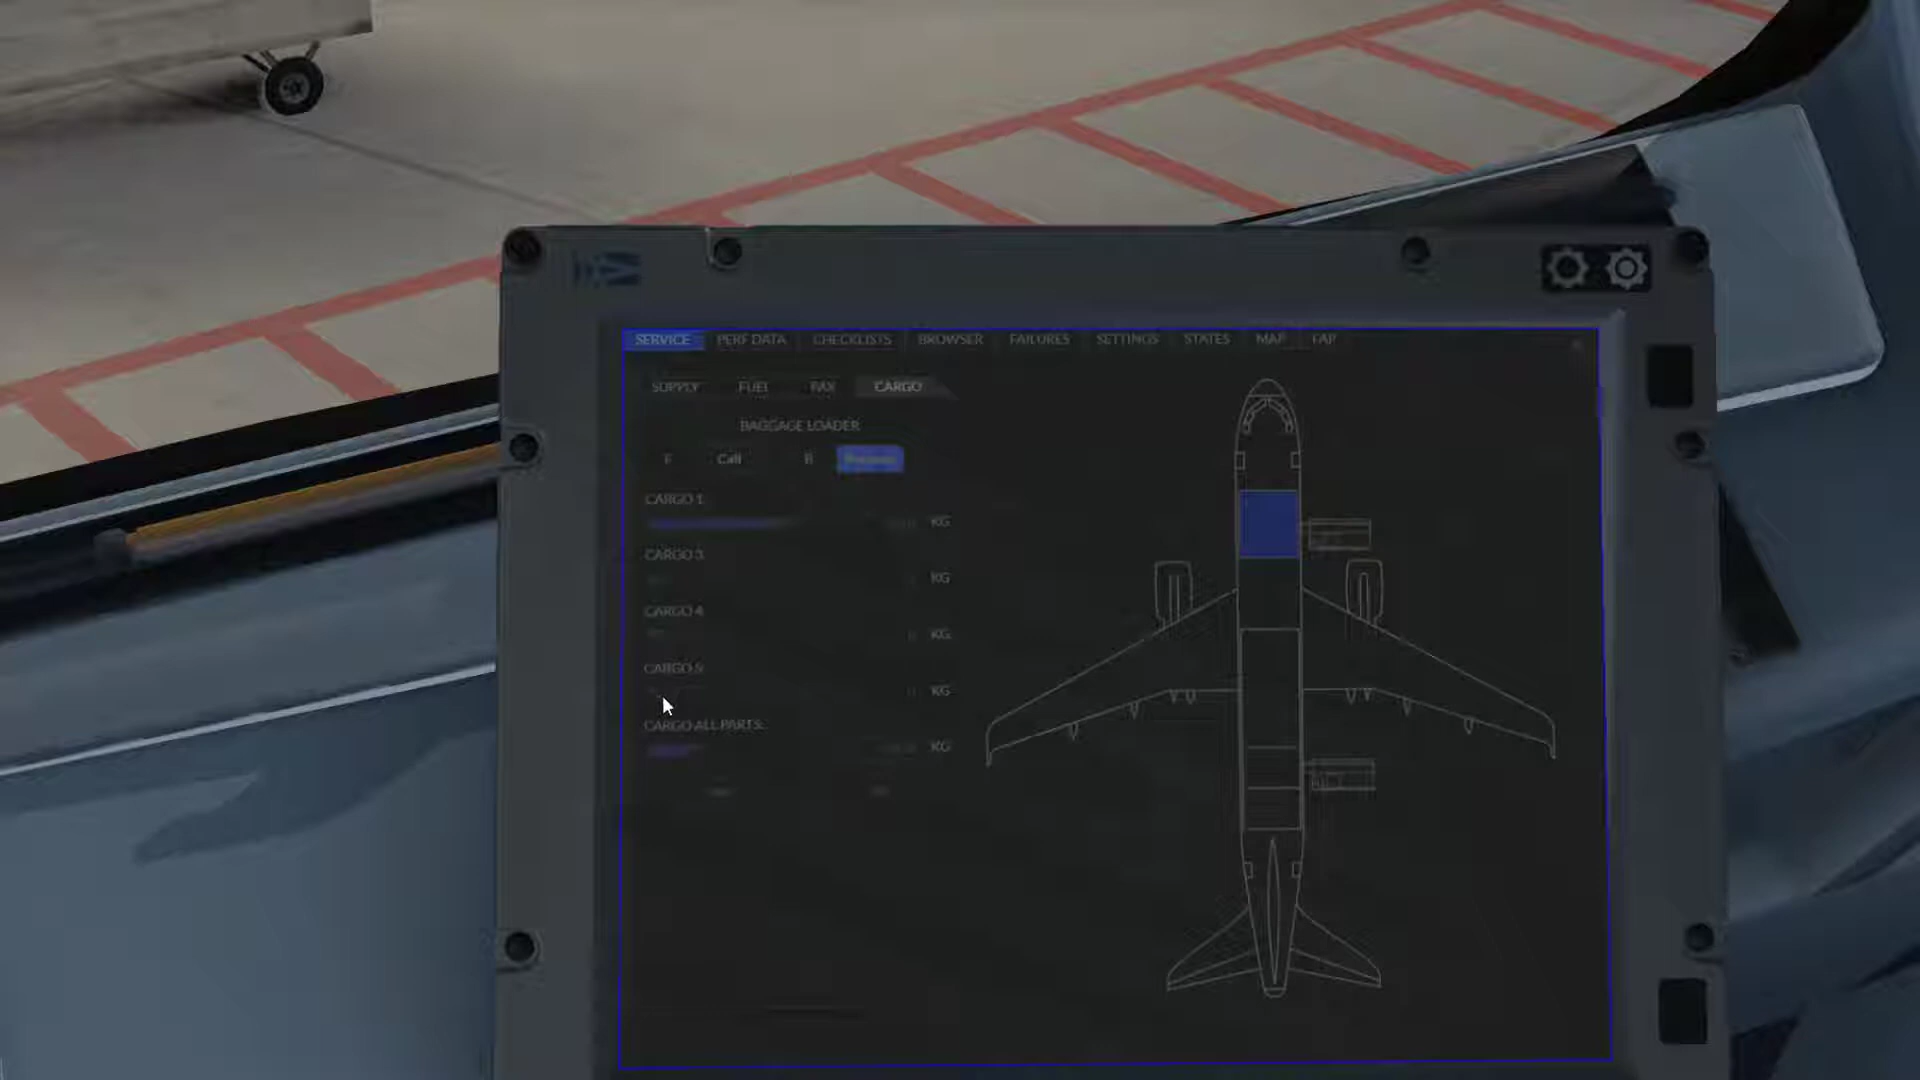 SERVICE PERF DATA CHECKLISTS BROWSER FAILURES SETTINGS STATES MAP FAP
SUPPLY FUEL PAX CARGO
BAGGAGE LOADER
F Call B
CARGO 1:
KG
CARGO 3:
KG
CARGO 4:
KG
CARGO 5:
KG
CARGO ALL PARTS:
KG